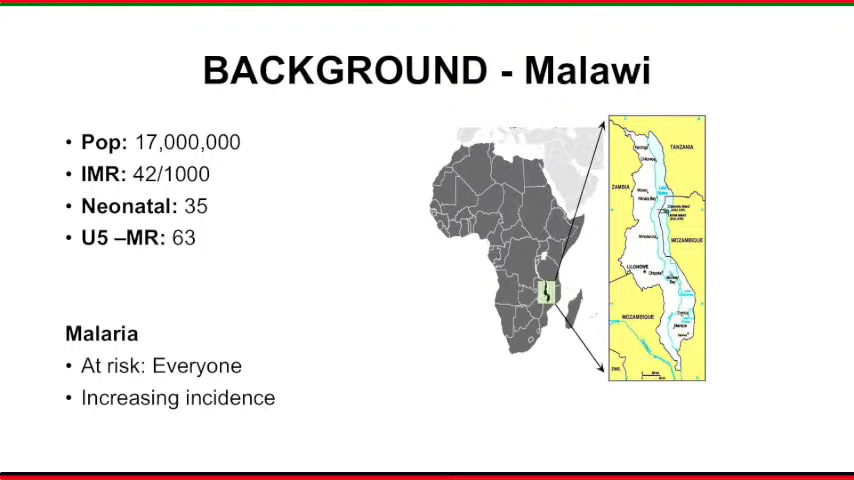 BACKGROUND - Malawi
• Pop: 17,000,000
• IMR: 42/1000
• Neonatal: 35
• U5 –MR: 63
Malaria
• At risk: Everyone
• Increasing incidence
TANZANIA
ZAMBIA
MOZAMBIQUE
LILONGWE
MOZAMBIQUE